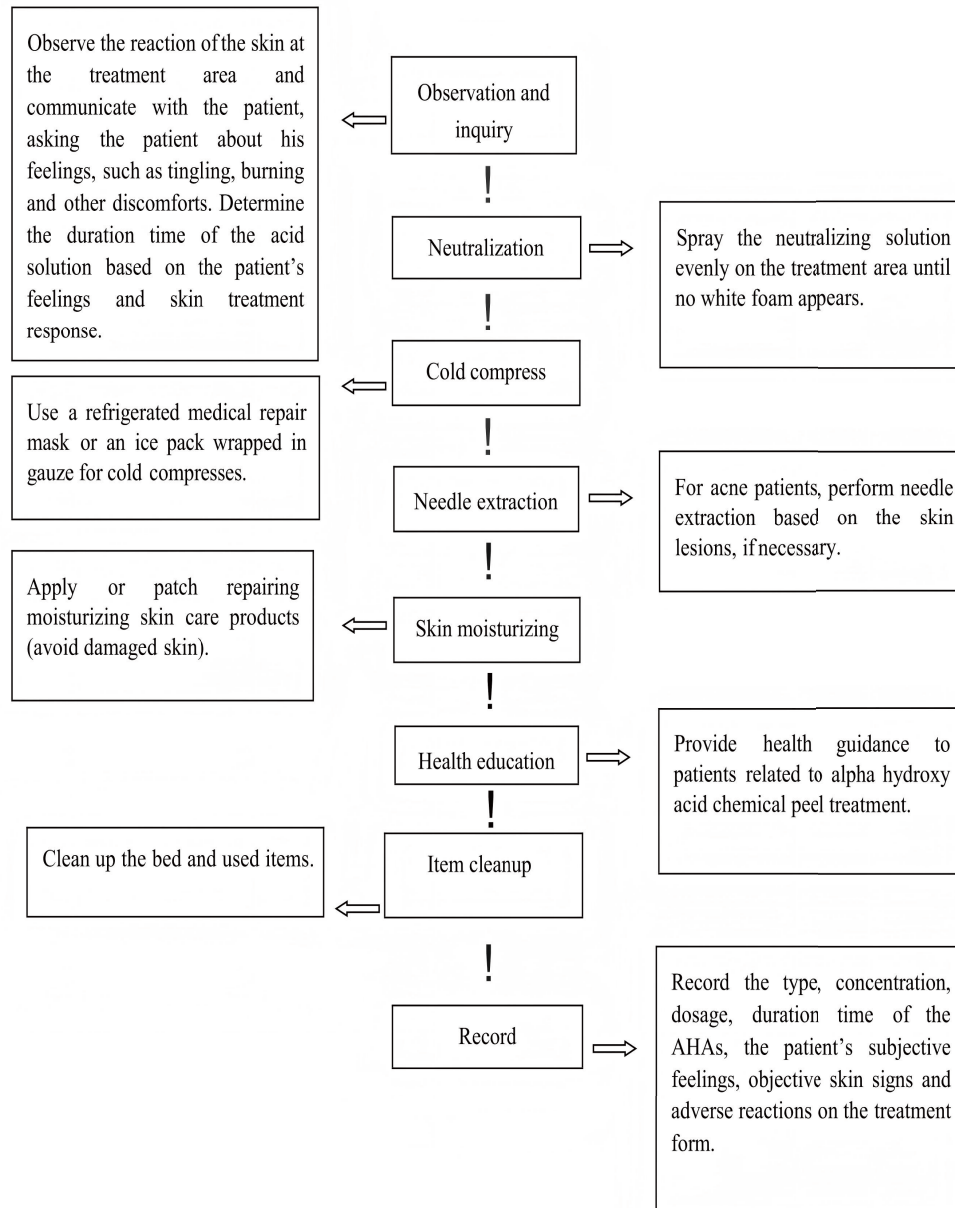 Observe the reaction of the skin at
the treatment area and
communicate with the patient,
asking the patient about his
feelings, such as tingling, burning
and other discomforts. Determine
the duration time of the acid
solution based on the patient's
feelings and skin treatment
response.
Observation and
inquiry
!
Neutralization
Spray the neutralizing solution
evenly on the treatment area until
no white foam appears.
!
Cold compress
Use a refrigerated medical repair
mask or an ice pack wrapped in
gauze for cold compresses.
!
Needle extraction
For acne patients, perform needle
extraction based on the skin
lesions, if necessary.
!
Skin moisturizing
Apply or patch repairing
moisturizing skin care products
(avoid damaged skin).
!
Health education
Provide health guidance to
patients related to alpha hydroxy
acid chemical peel treatment.
!
Item cleanup
Clean up the bed and used items.
!
Record
Record the type, concentration,
dosage, duration time of the
AHAs, the patient's subjective
feelings, objective skin signs and
adverse reactions on the treatment
form.